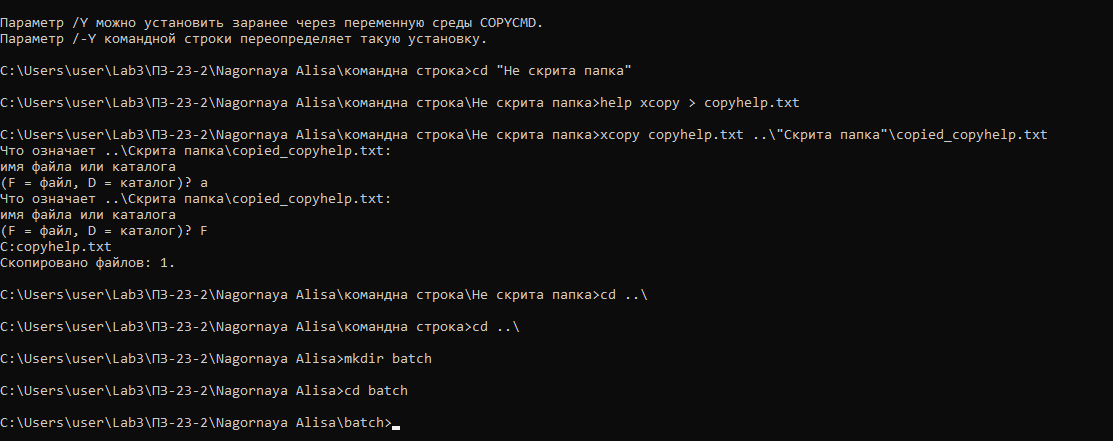 Параметр /Y можно установить заранее через переменную среды COPYCMD.
Параметр /-Y командной строки переопределяет такую установку.
C:\Users\user\Lab3\ПЗ-23-2\Nagornaya Alisa\командна строка>cd "Не скрита папка"
C:\Users\user\Lab3\ПЗ-23-2\Nagornaya Alisa\командна строка\Не скрита папка>help xcopy > copyhelp.txt
C:\Users\user\Lab3\ПЗ-23-2\Nagornaya Alisa\командна строка\Не скрита папка>xcopy copyhelp.txt ..\"Скрита папка"\copied_copyhelp.txt
Что означает ..\Скрита папка\copied_copyhelp.txt:
имя файла или каталога
(F = файл, D = каталог)? a
Что означает ..\Скрита папка\copied_copyhelp.txt:
имя файла или каталога
(F = файл, D = каталог)? F
C:copyhelp.txt
Скопировано файлов: 1.
C:\Users\user\Lab3\ПЗ-23-2\Nagornaya Alisa\командна строка\Не скрита папка>cd ..\
C:\Users\user\Lab3\ПЗ-23-2\Nagornaya Alisa\командна строка>cd ..\
C:\Users\user\Lab3\ПЗ-23-2\Nagornaya Alisa>mkdir batch
C:\Users\user\Lab3\ПЗ-23-2\Nagornaya Alisa>cd batch
C:\Users\user\Lab3\ПЗ-23-2\Nagornaya Alisa\batch>